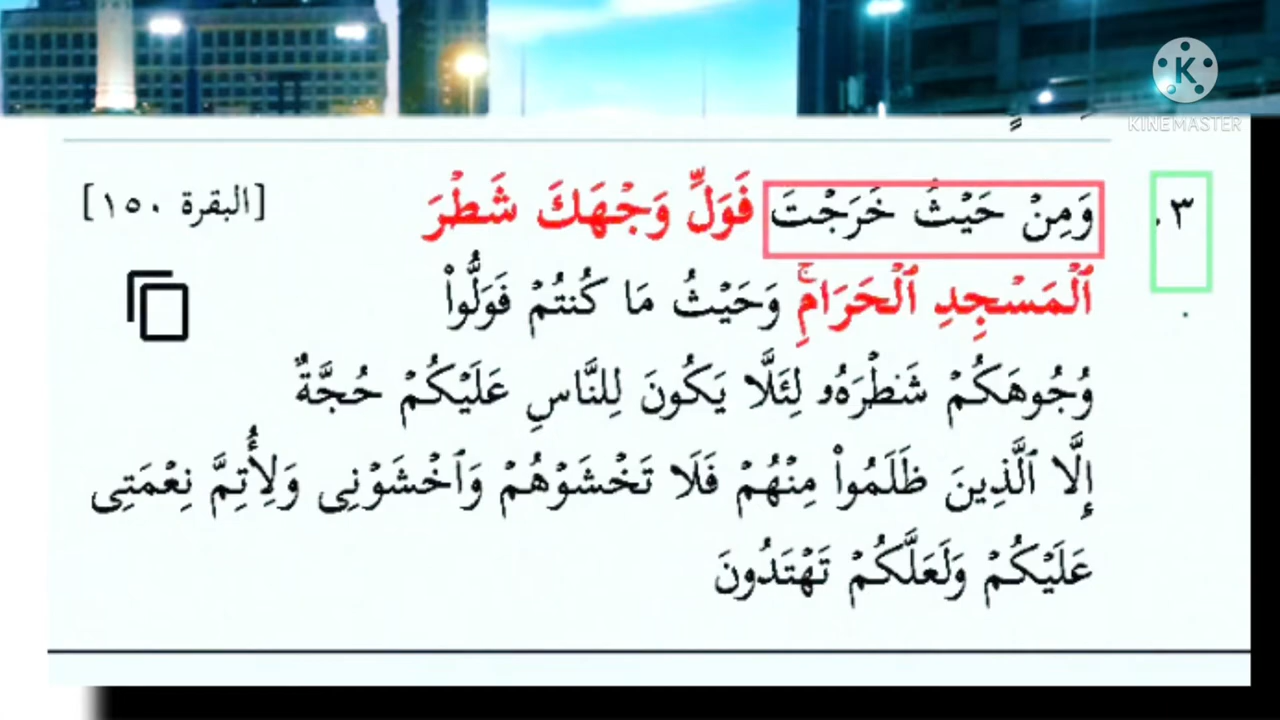 KINEMASTER
٣. وَمِنۡ حَيۡثُ خَرَجۡتَ فَوَلِّ وَجۡهَكَ شَطۡرَ [البقرة ١٥٠]
ٱلۡمَسۡجِدِ ٱلۡحَرَامِۚ وَحَيۡثُ مَا كُنتُمۡ فَوَلُّواْ
وُجُوهَكُمۡ شَطۡرَهُۥ لِئَلَّا يَكُونَ لِلنَّاسِ عَلَيۡكُمۡ حُجَّةٌ
إِلَّا ٱلَّذِينَ ظَلَمُواْ مِنۡهُمۡ فَلَا تَخۡشَوۡهُمۡ وَٱخۡشَوۡنِى وَلِأُتِمَّ نِعۡمَتِى
عَلَيۡكُمۡ وَلَعَلَّكُمۡ تَهۡتَدُونَ